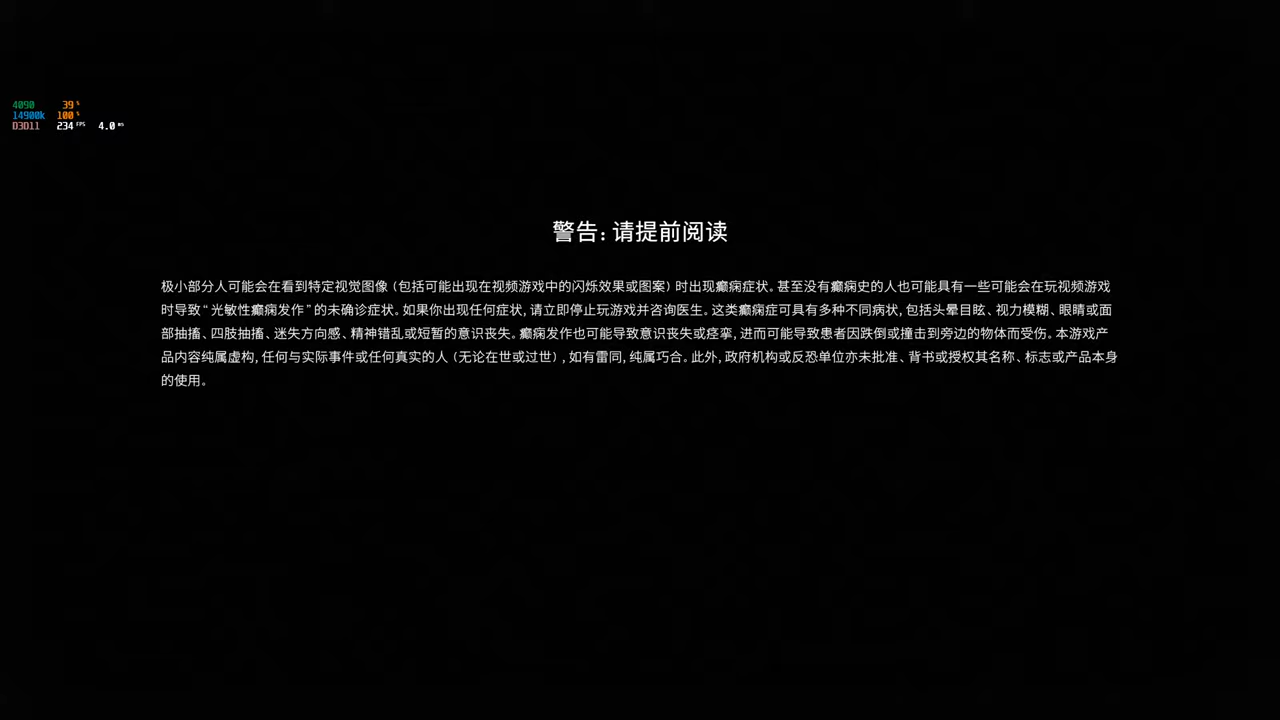 4090 39 %
14900k 100 %
D3D11 234 FPS 4.0 ms
警告：请提前阅读
极小部分人可能会在看到特定视觉图像（包括可能出现在视频游戏中的闪烁效果或图案）时出现癫痫症状。甚至没有癫痫史的人也可能具有一些可能会在玩视频游戏
时导致“光敏性癫痫发作”的未确诊症状。如果你出现任何症状，请立即停止玩游戏并咨询医生。这类癫痫症可具有多种不同病状，包括头晕目眩、视力模糊、眼睛或面
部抽搐、四肢抽搐、迷失方向感、精神错乱或短暂的意识丧失。癫痫发作也可能导致意识丧失或痉挛，进而可能导致患者因跌倒或撞击到旁边的物体而受伤。本游戏产
品内容纯属虚构，任何与实际事件或任何真实的人（无论在世或过世），如有雷同，纯属巧合。此外，政府机构或反恐单位亦未批准、背书或授权其名称、标志或产品本身
的使用。